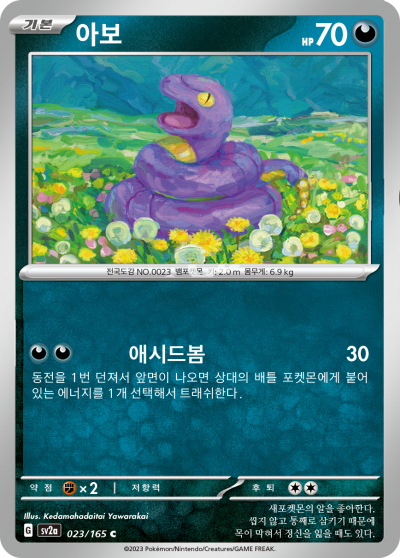 기본 아보 HP 70
전국도감 NO.0023 뱀포켓몬 키: 2.0 m 몸무게: 6.9 kg
애시드봄 30
동전을 1번 던져서 앞면이 나오면 상대의 배틀 포켓몬에게 붙어
있는 에너지를 1개 선택해서 트래쉬한다.
약점 ×2 저항력 후퇴
Illus. Kedamahadaitai Yawarakai
G sv2a 023/165 C
새포켓몬의 알을 좋아한다.
씹지 않고 통째로 삼키기 때문에
목이 막혀서 정신을 잃을 때도 있다.
©2023 Pokémon/Nintendo/Creatures/GAME FREAK.